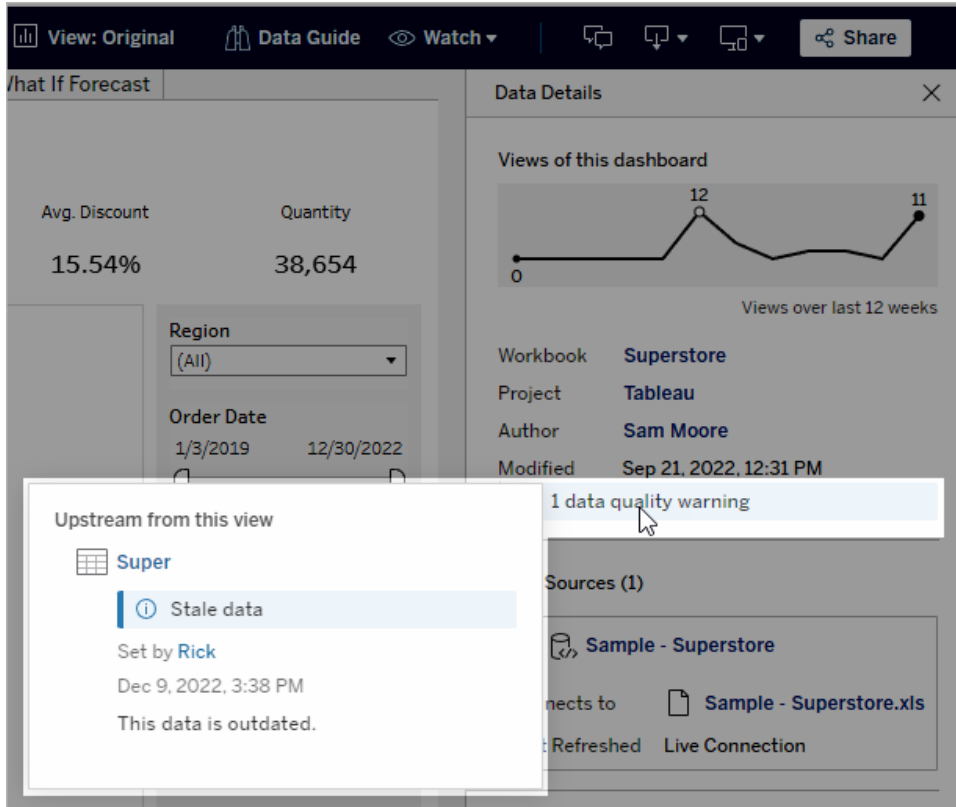 View: Original
Data Guide
Watch
Share
What If Forecast
Avg. Discount
Quantity
15.54%
38,654
Region
(All)
Order Date
1/3/2019
12/30/2022
Data Details
Views of this dashboard
12
11
0
Views over last 12 weeks
Workbook
Superstore
Project
Tableau
Author
Sam Moore
Modified
Sep 21, 2022, 12:31 PM
1 data quality warning
Upstream from this view
Super
Stale data
Set by Rick
Dec 9, 2022, 3:38 PM
This data is outdated.
Sources (1)
Sample - Superstore
nects to
Sample - Superstore.xls
Refreshed
Live Connection